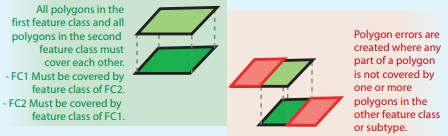 All polygons in the
first feature class and all
polygons in the second
feature class must
cover each other.
- FC1 Must be covered by
feature class of FC2.
- FC2 Must be covered by
feature class of FC1.
Polygon errors are
created where any
part of a polygon
is not covered by
one or more
polygons in the
other feature class
or subtype.